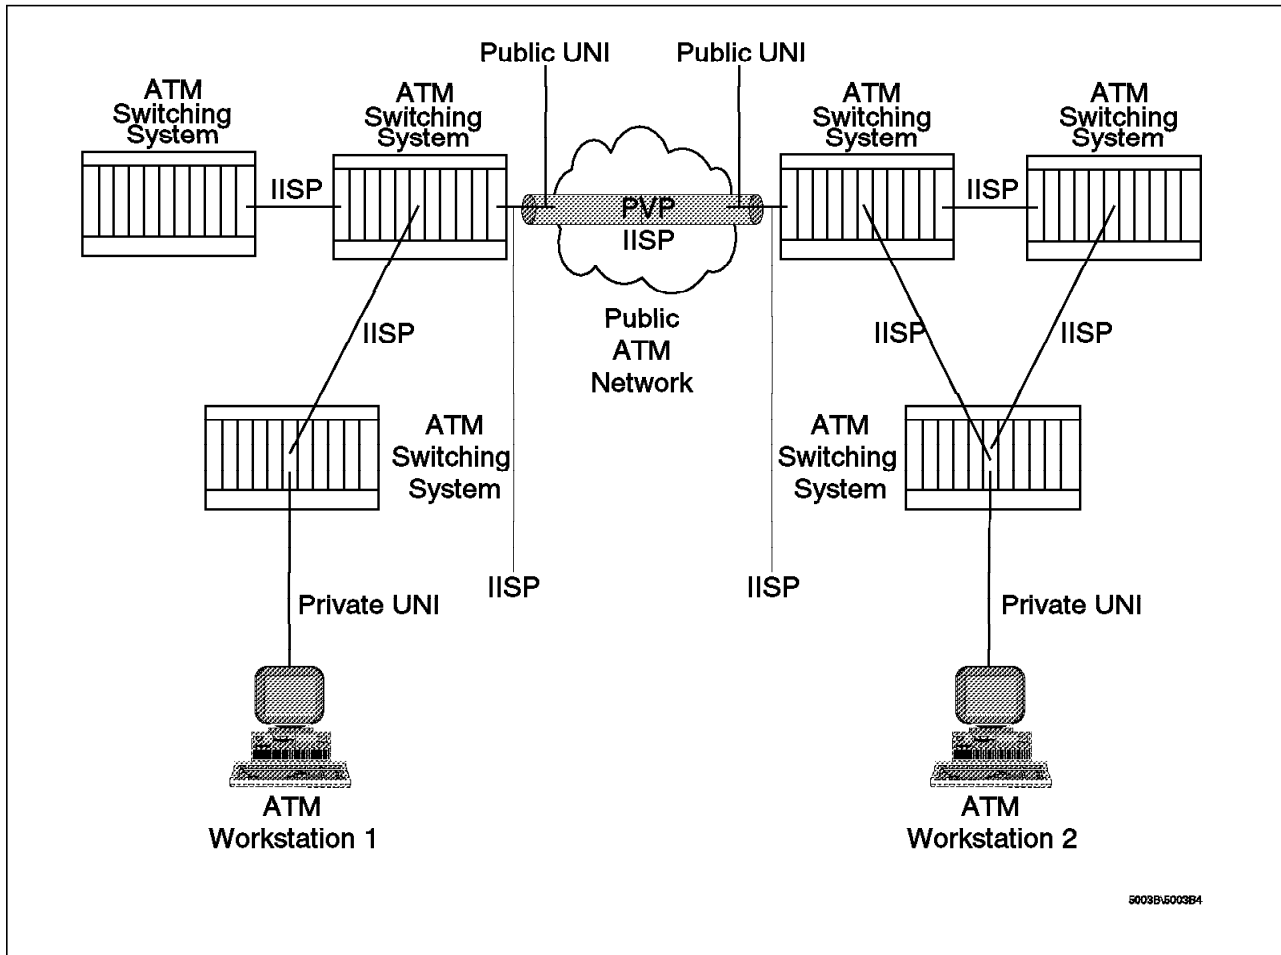 Public UNI
Public UNI
ATM
Switching
System
ATM
Switching
System
ATM
Switching
System
ATM
Switching
System
IISP
PVP
IISP
IISP
Public
ATM
Network
IISP
IISP
IISP
ATM
Switching
System
ATM
Switching
System
IISP
IISP
Private UNI
Private UNI
ATM
Workstation 1
ATM
Workstation 2
5003B\5003B4